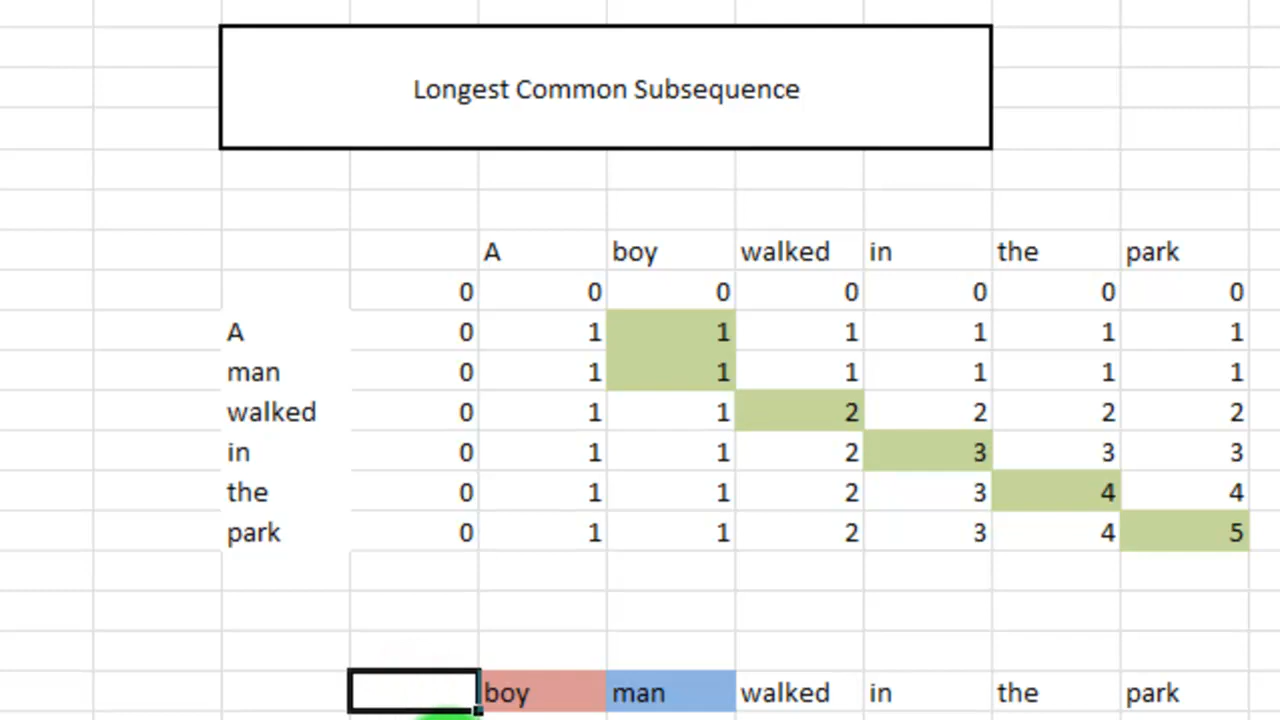 Longest Common Subsequence
A boy walked in the park
0 0 0 0 0 0 0
A 0 1 1 1 1 1 1
man 0 1 1 1 1 1 1
walked 0 1 1 2 2 2 2
in 0 1 1 2 3 3 3
the 0 1 1 2 3 4 4
park 0 1 1 2 3 4 5
boy man walked in the park